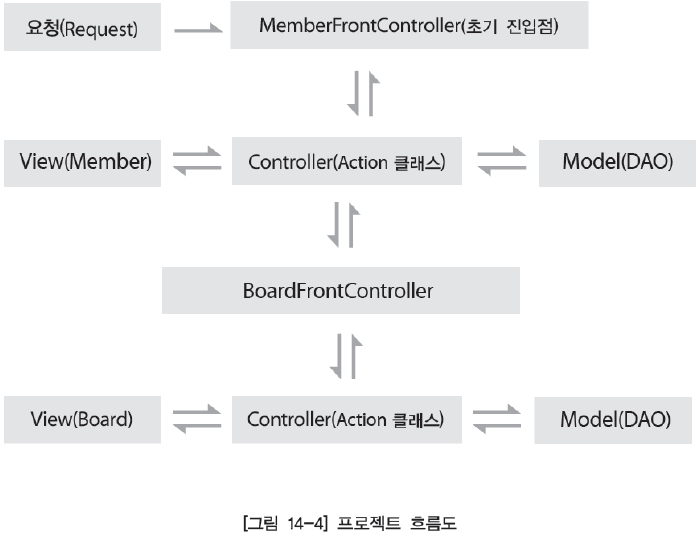 요청(Request)
MemberFrontController(초기 진입점)
View(Member)
Controller(Action 클래스)
Model(DAO)
BoardFrontController
View(Board)
Controller(Action 클래스)
Model(DAO)
[그림 14-4] 프로젝트 흐름도